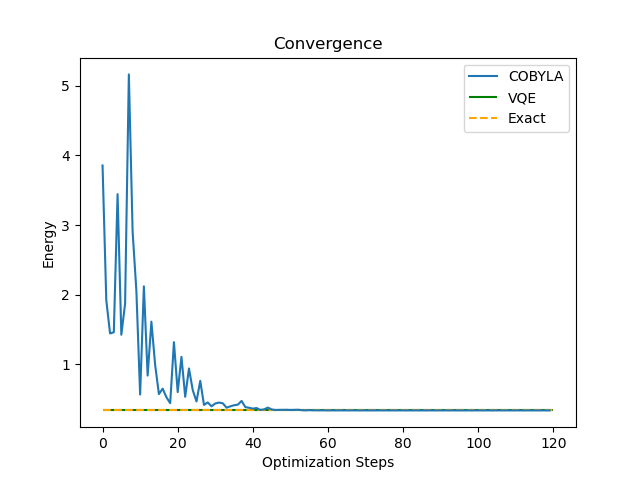 Convergence
COBYLA
VQE
Exact
Energy
5
4
3
2
1
0 20 40 60 80 100 120
Optimization Steps